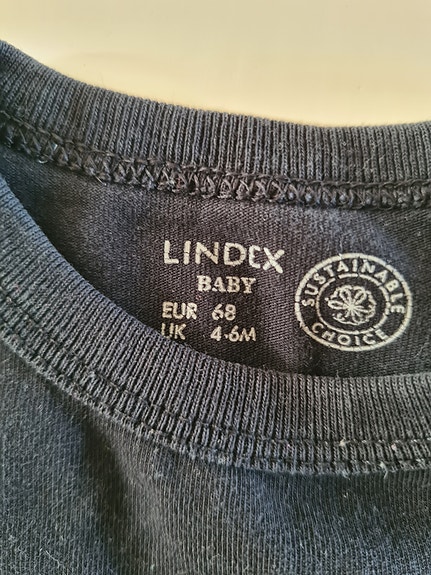 LINDEX
BABY
EUR 68
UK 4-6M
SUSTAINABLE
CHOICE